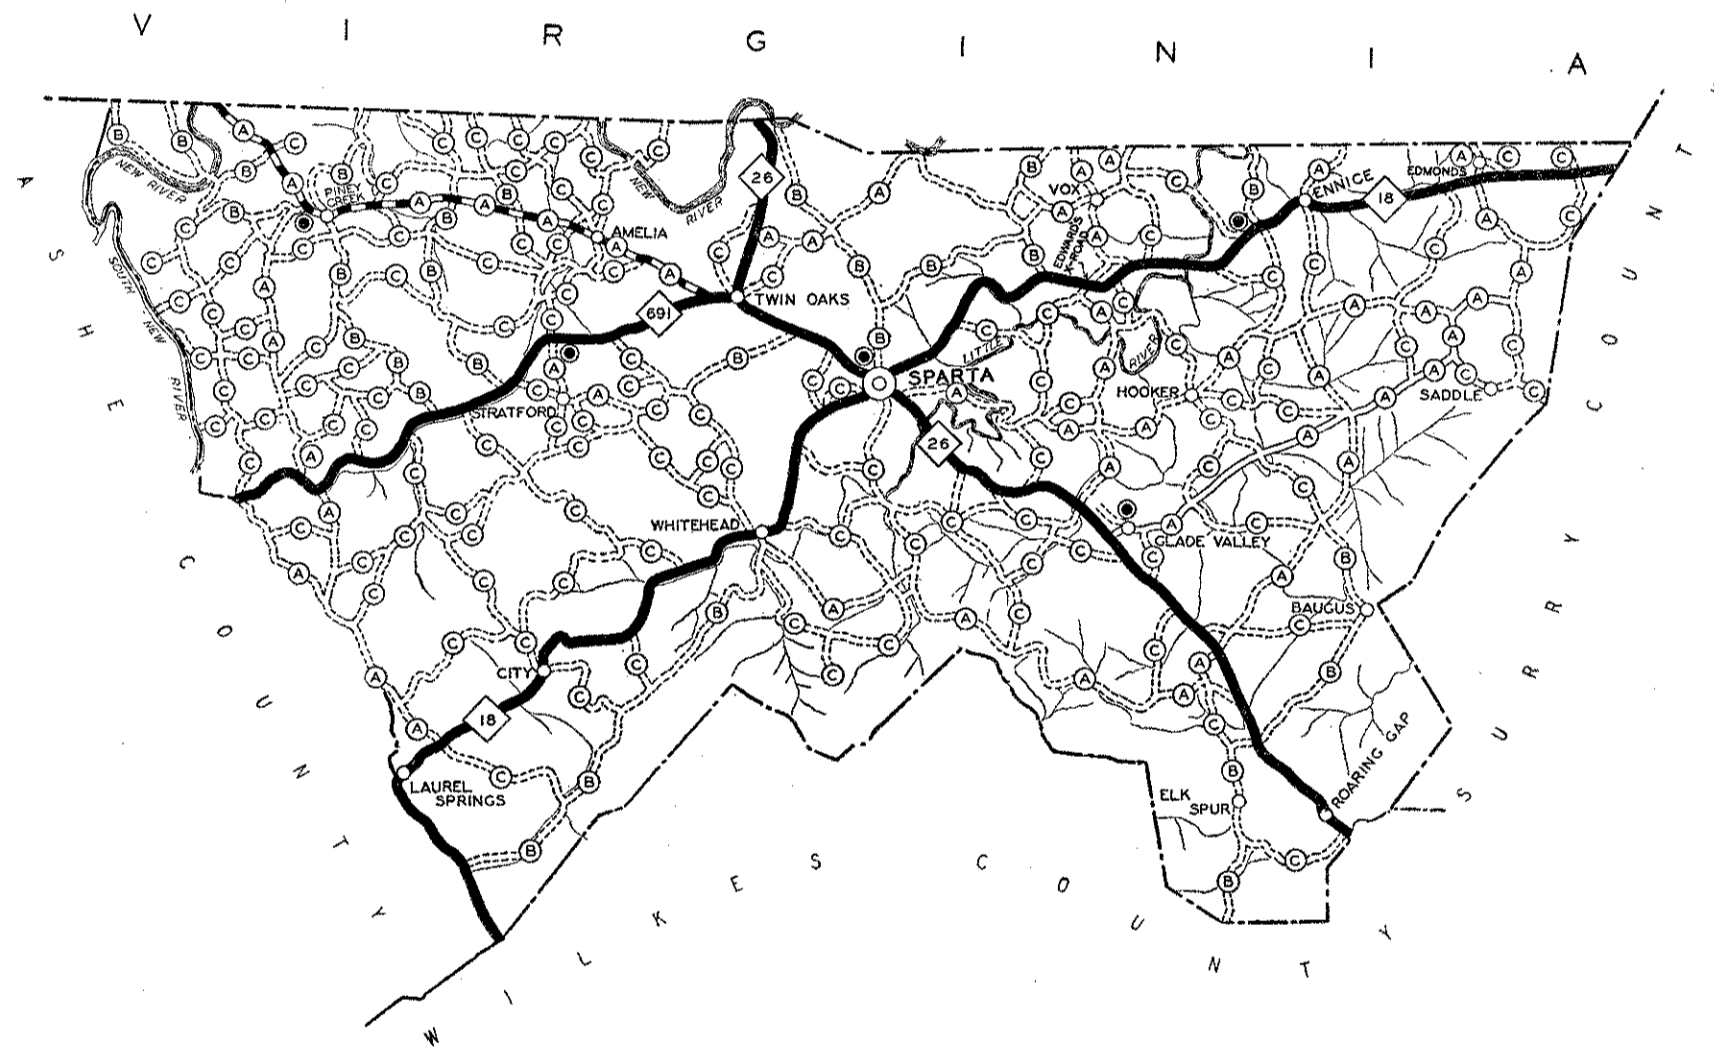 VIRGINIA
ASHE COUNTY
WILKES COUNTY
SURRY COUNTY
NEW RIVER
SOUTH NEW RIVER
PINEY
CREEK
AMELIA
NEW RIVER
26
TWIN OAKS
691
VOX
EDWARDS
X-ROAD
ENNICE
18
EDMONDS
LITTLE RIVER
SPARTA
STRATFORD
HOOKER
SADDLE
26
WHITEHEAD
GLADE VALLEY
BAUGUS
CITY
18
LAUREL
SPRINGS
ELK
SPUR
ROARING GAP